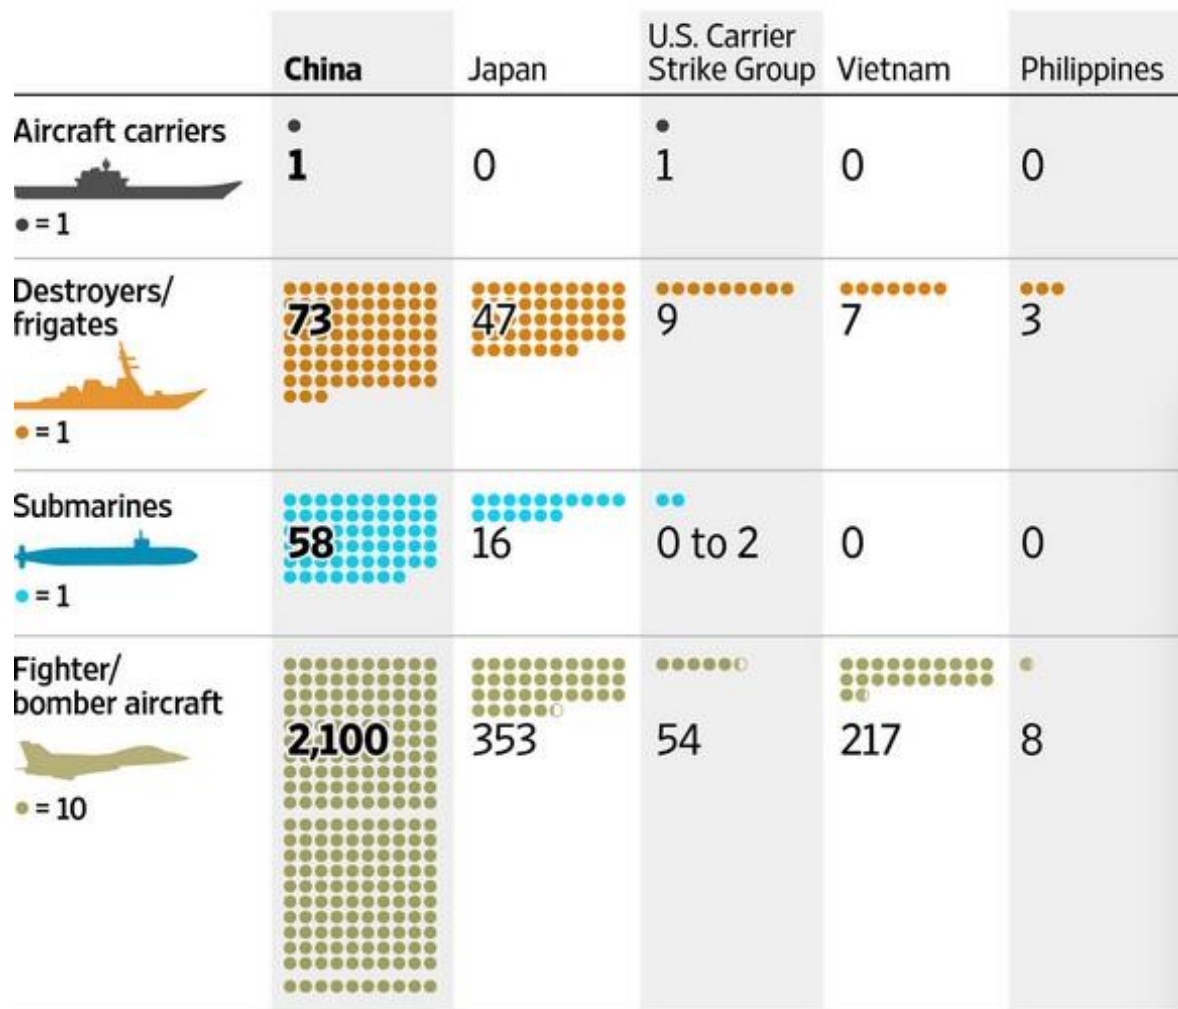 China
Japan
U.S. Carrier
Strike Group
Vietnam
Philippines
Aircraft carriers
= 1
1
0
1
0
0
Destroyers/
frigates
= 1
73
47
9
7
3
Submarines
= 1
58
16
0 to 2
0
0
Fighter/
bomber aircraft
= 10
2,100
353
54
217
8